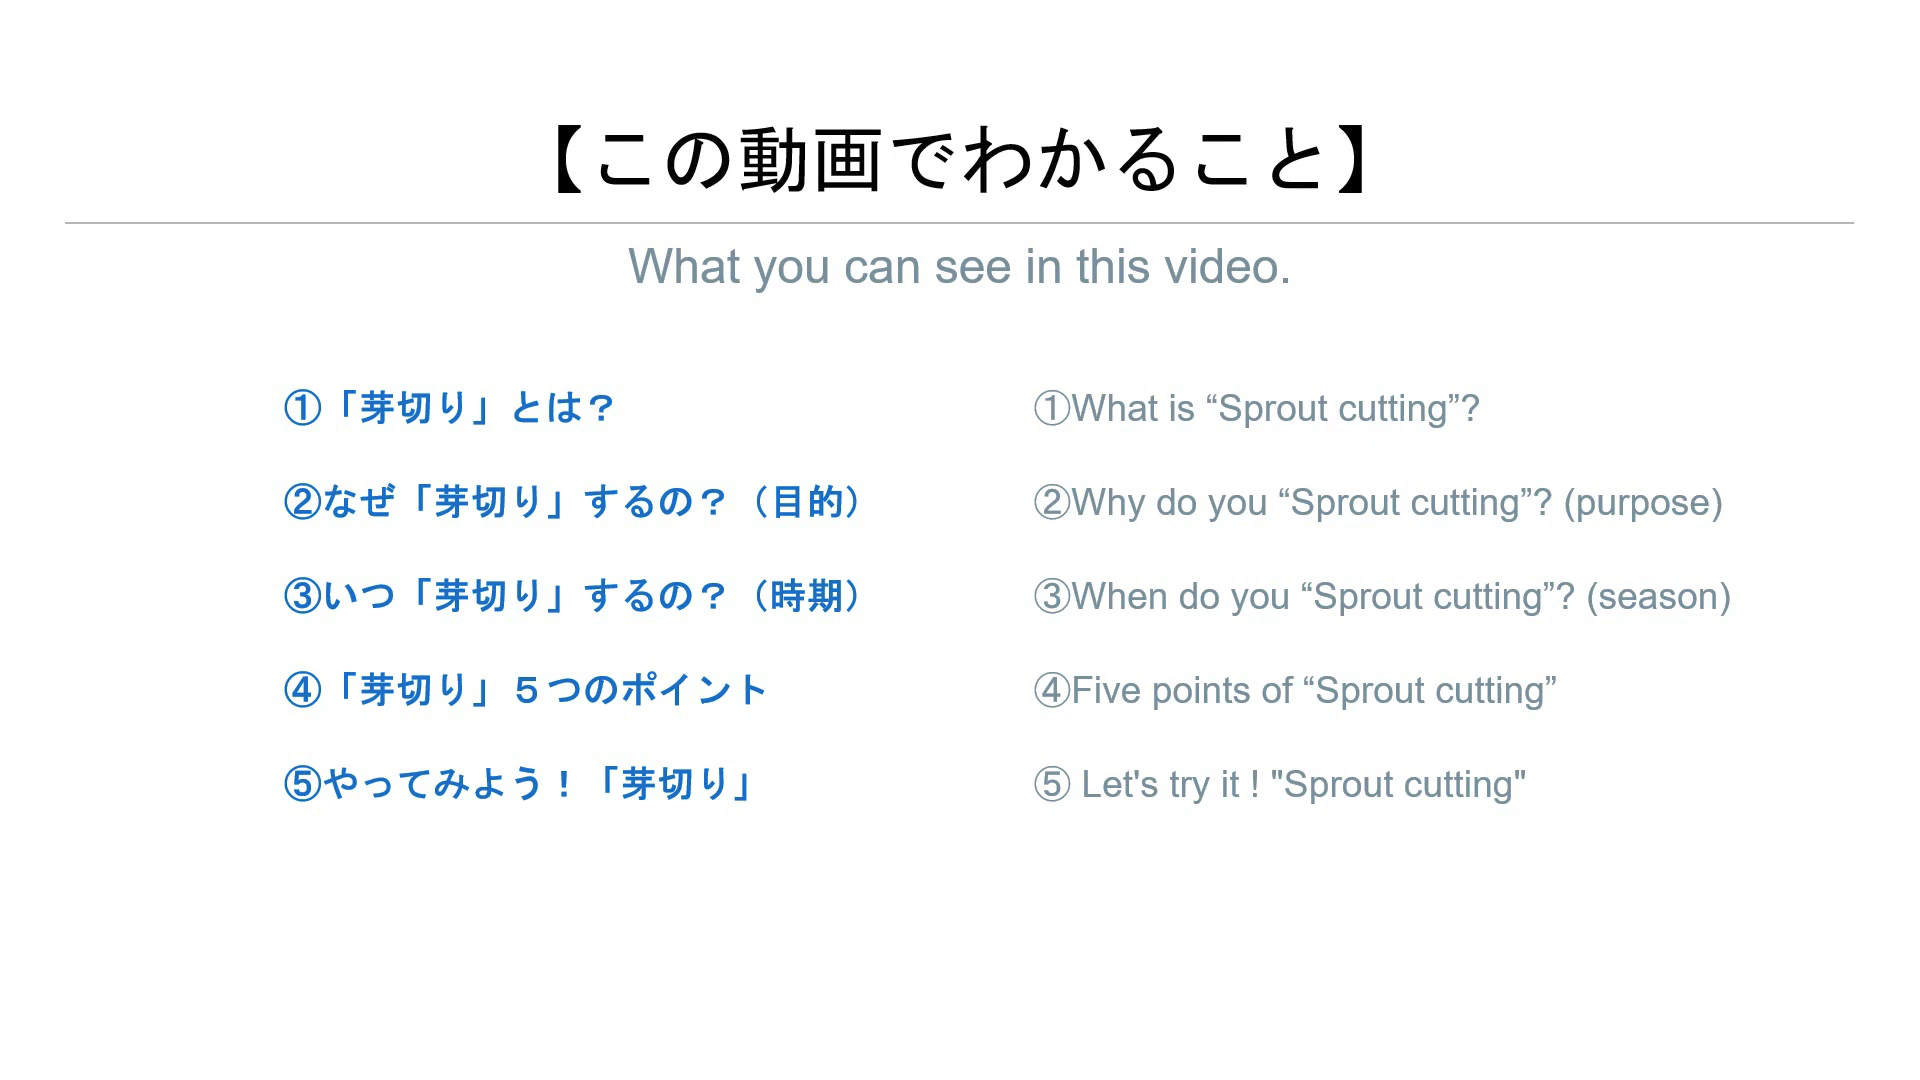 【この動画でわかること】
What you can see in this video.
①「芽切り」とは？
②なぜ「芽切り」するの？（目的）
③いつ「芽切り」するの？（時期）
④「芽切り」５つのポイント
⑤やってみよう！「芽切り」
①What is “Sprout cutting”?
②Why do you “Sprout cutting”? (purpose)
③When do you “Sprout cutting”? (season)
④Five points of “Sprout cutting”
⑤ Let's try it ! "Sprout cutting"